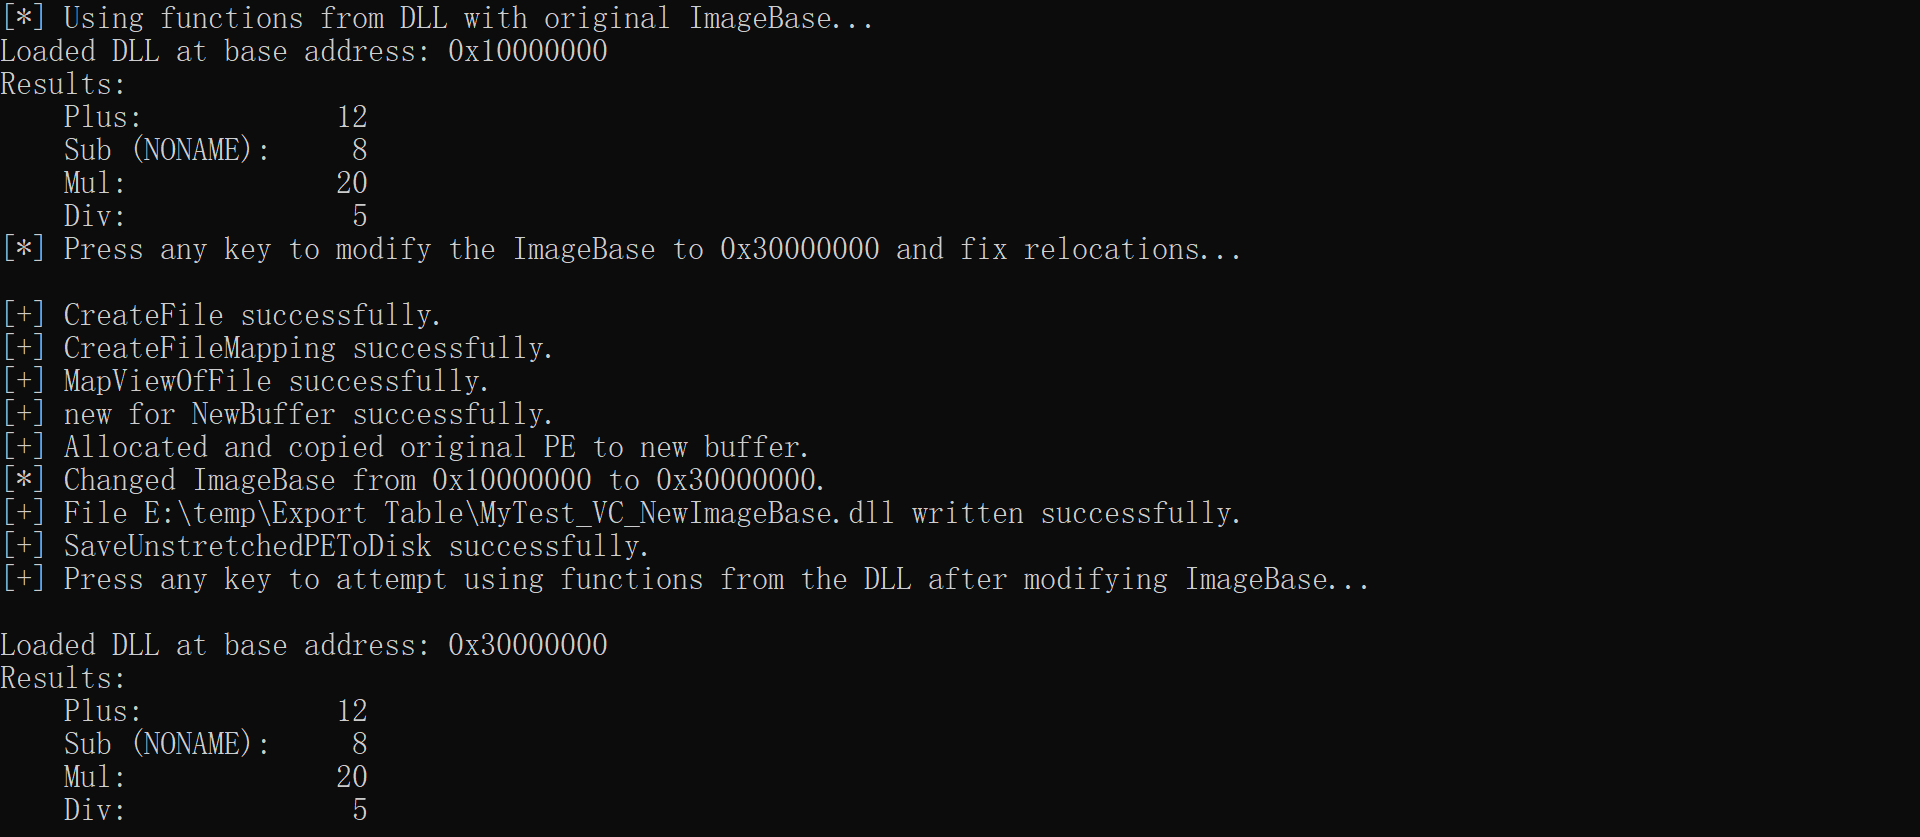 [*] Using functions from DLL with original ImageBase...
Loaded DLL at base address: 0x10000000
Results:
    Plus:            12
    Sub (NONAME):     8
    Mul:             20
    Div:              5
[*] Press any key to modify the ImageBase to 0x30000000 and fix relocations...

[+] CreateFile successfully.
[+] CreateFileMapping successfully.
[+] MapViewOfFile successfully.
[+] new for NewBuffer successfully.
[+] Allocated and copied original PE to new buffer.
[*] Changed ImageBase from 0x10000000 to 0x30000000.
[+] File E:\temp\Export Table\MyTest_VC_NewImageBase.dll written successfully.
[+] SaveUnstretchedPEToDisk successfully.
[+] Press any key to attempt using functions from the DLL after modifying ImageBase...

Loaded DLL at base address: 0x30000000
Results:
    Plus:            12
    Sub (NONAME):     8
    Mul:             20
    Div:              5